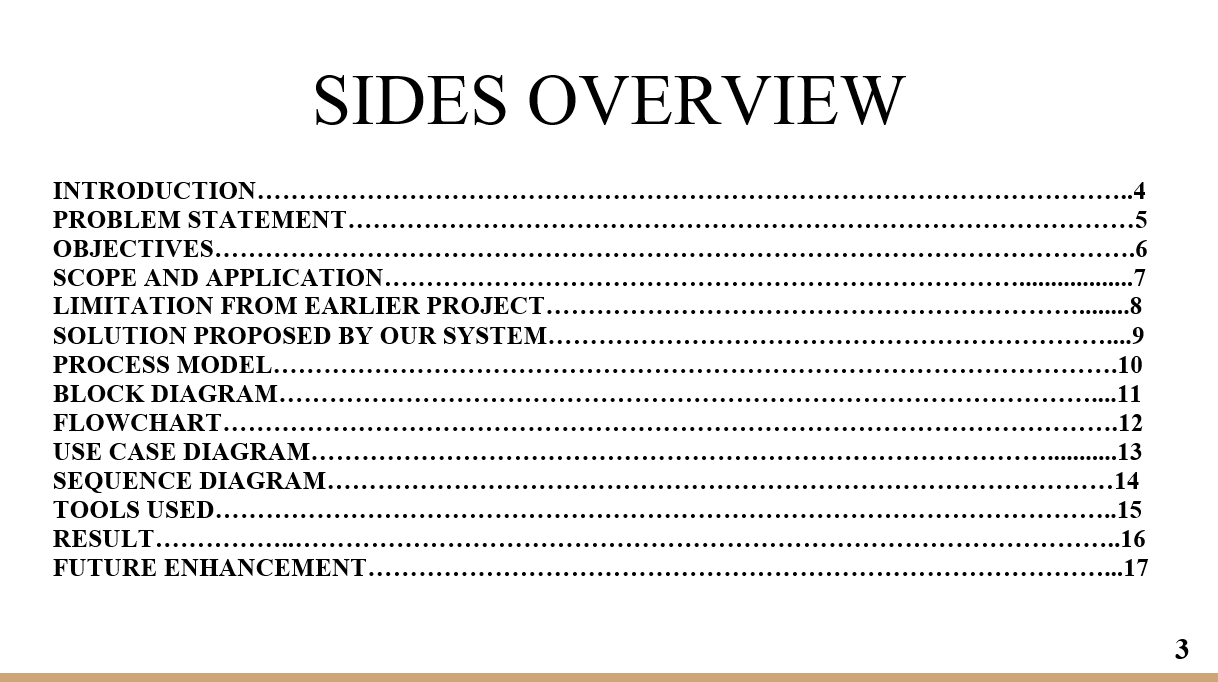 SIDES OVERVIEW
INTRODUCTION…………………………………………………………………………………………..4
PROBLEM STATEMENT…………………………………………………………………………………5
OBJECTIVES……………………………………………………………………………………………….6
SCOPE AND APPLICATION…………………………………………………………………..................7
LIMITATION FROM EARLIER PROJECT………………………………………………………........8
SOLUTION PROPOSED BY OUR SYSTEM…………………………………………………………....9
PROCESS MODEL……………………………………………………………………………………….10
BLOCK DIAGRAM……………………………………………………………………………………....11
FLOWCHART…………………………………………………………………………………………….12
USE CASE DIAGRAM……………………………………………………………………………...........13
SEQUENCE DIAGRAM…………………………………………………………………………………14
TOOLS USED……………………………………………………………………………………………..15
RESULT……………...……………………………………………………………………………………..16
FUTURE ENHANCEMENT……………………………………………………………………………...17
3